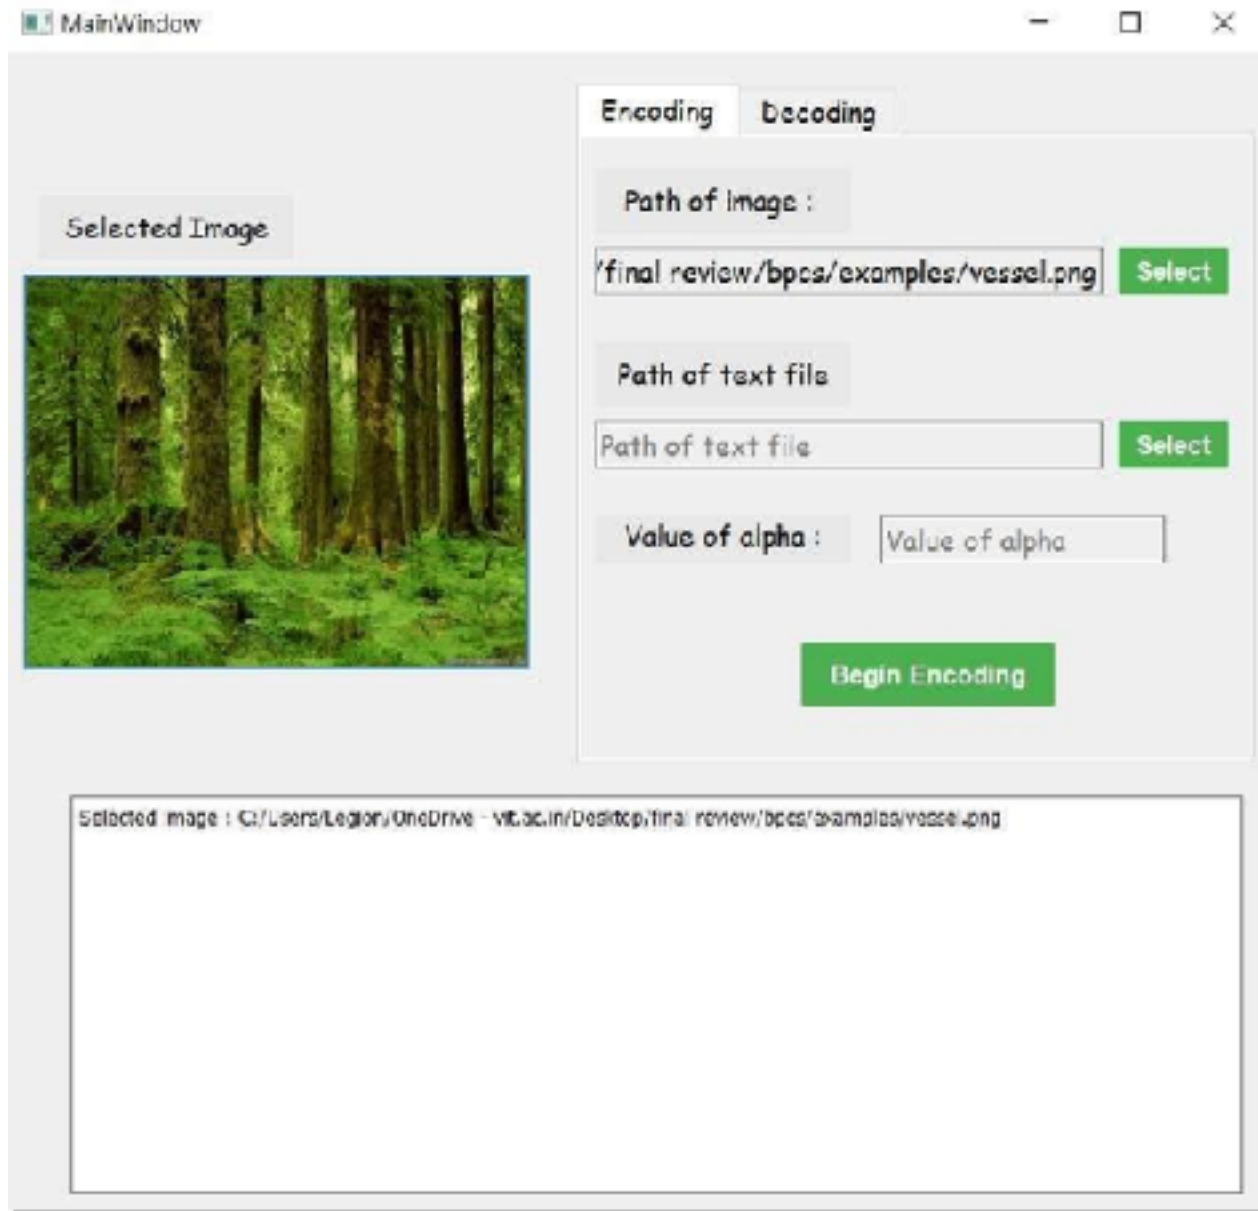 MainWindow
Encoding
Decoding
Path of image :
Selected Image
/final review/bpcs/examples/vessel.png
Select
Path of text file
Path of text file
Select
Value of alpha :
Value of alpha
Begin Encoding
Selected image : C:/Users/Legion/OneDrive - vit.ac.in/Desktop/final review/bpcs/examples/vessel.png